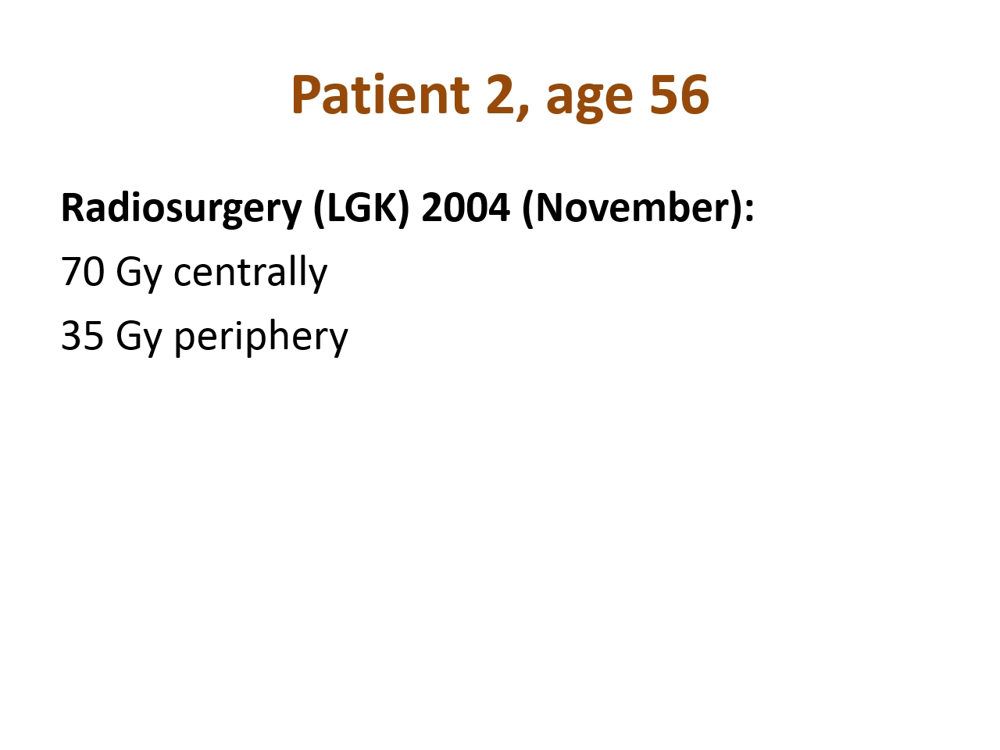 Patient 2, age 56
Radiosurgery (LGK) 2004 (November):
70 Gy centrally
35 Gy periphery